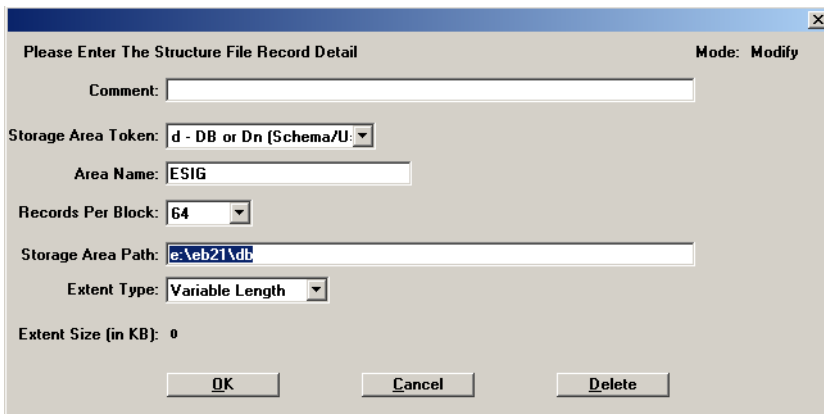 Please Enter The Structure File Record Detail Mode: Modify
Comment:
Storage Area Token: d - DB or Dn (Schema/U
Area Name: ESIG
Records Per Block: 64
Storage Area Path: e:\eb21\db
Extent Type: Variable Length
Extent Size (in KB): 0
OK Cancel Delete